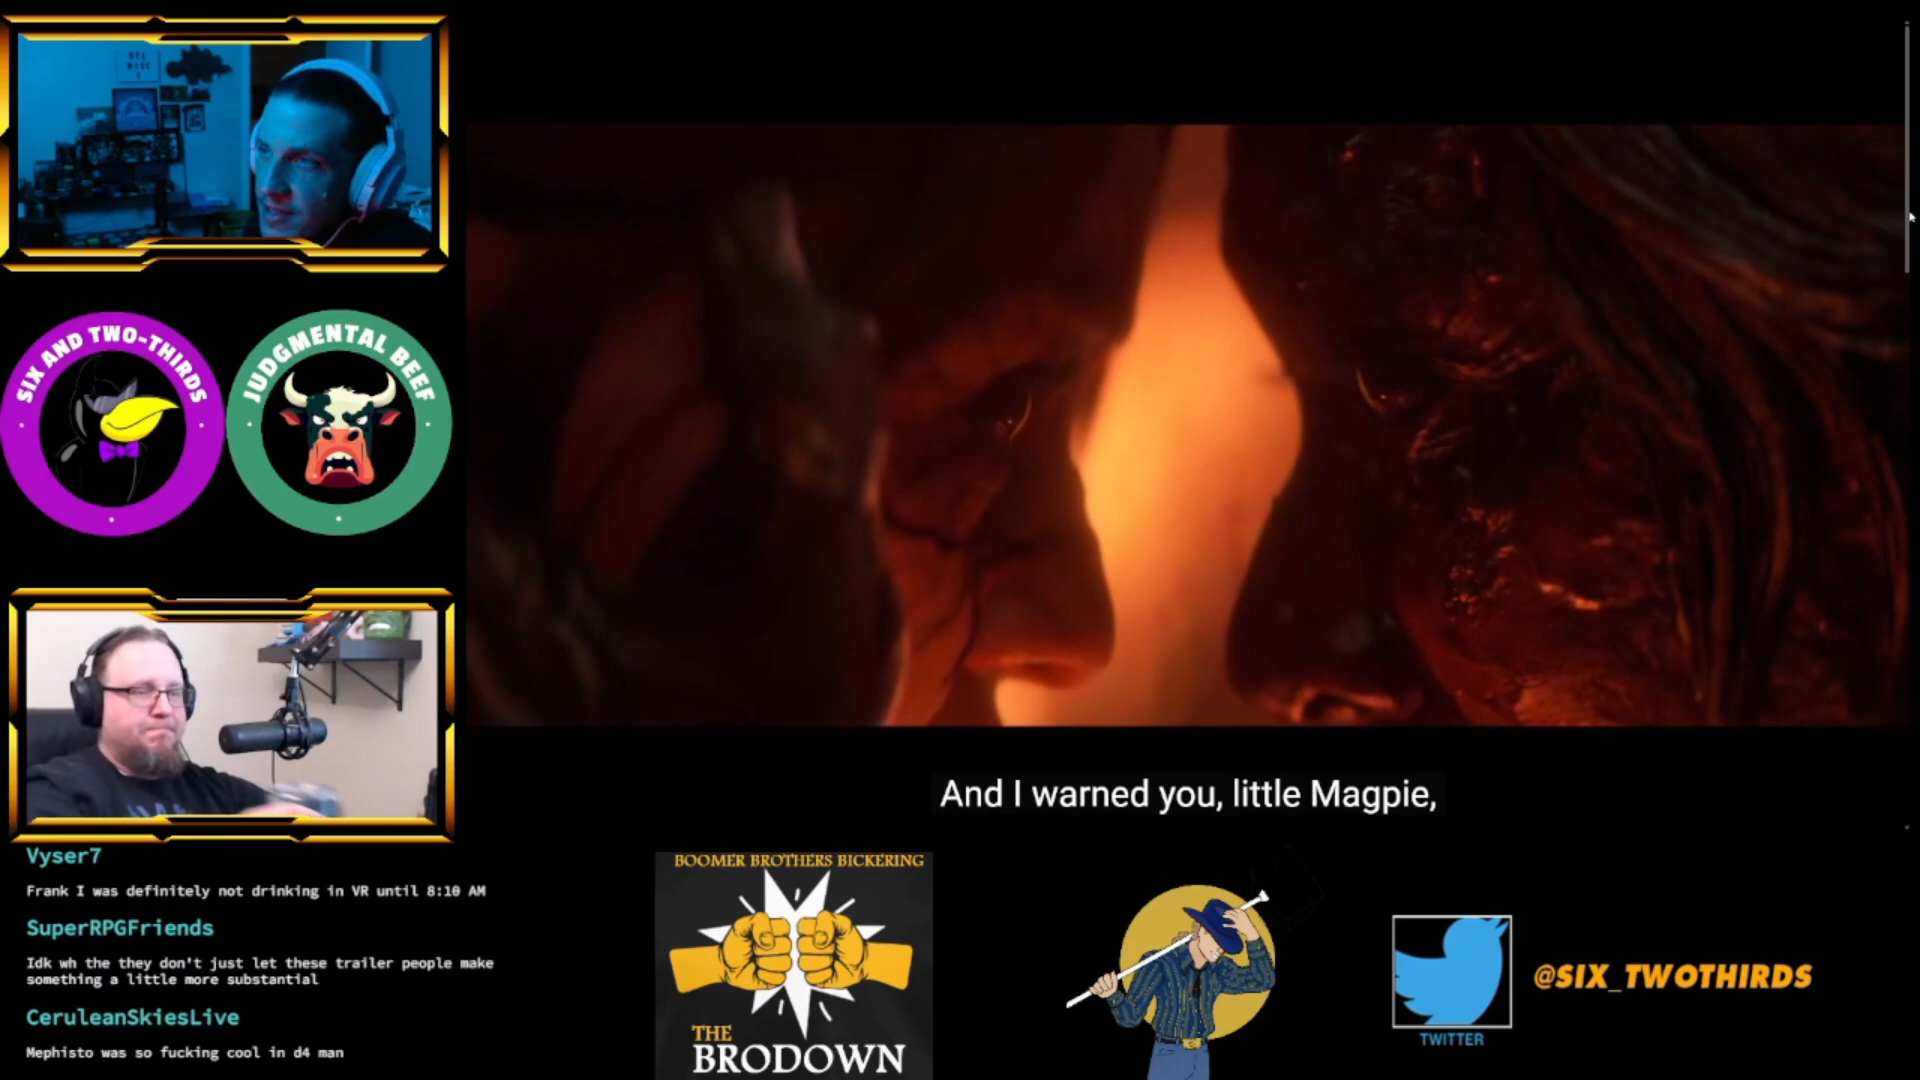 SIX AND TWO-THIRDS
JUDGMENTAL BEEF
And I warned you, little Magpie,
Vyser7
Frank I was definitely not drinking in VR until 8:10 AM
SuperRPGFriends
Idk wh the they don't just let these trailer people make
something a little more substantial
CeruleanSkiesLive
Mephisto was so fucking cool in d4 man
BOOMER BROTHERS BICKERING
THE
BRODOWN
@SIX_TWOTHIRDS
TWITTER